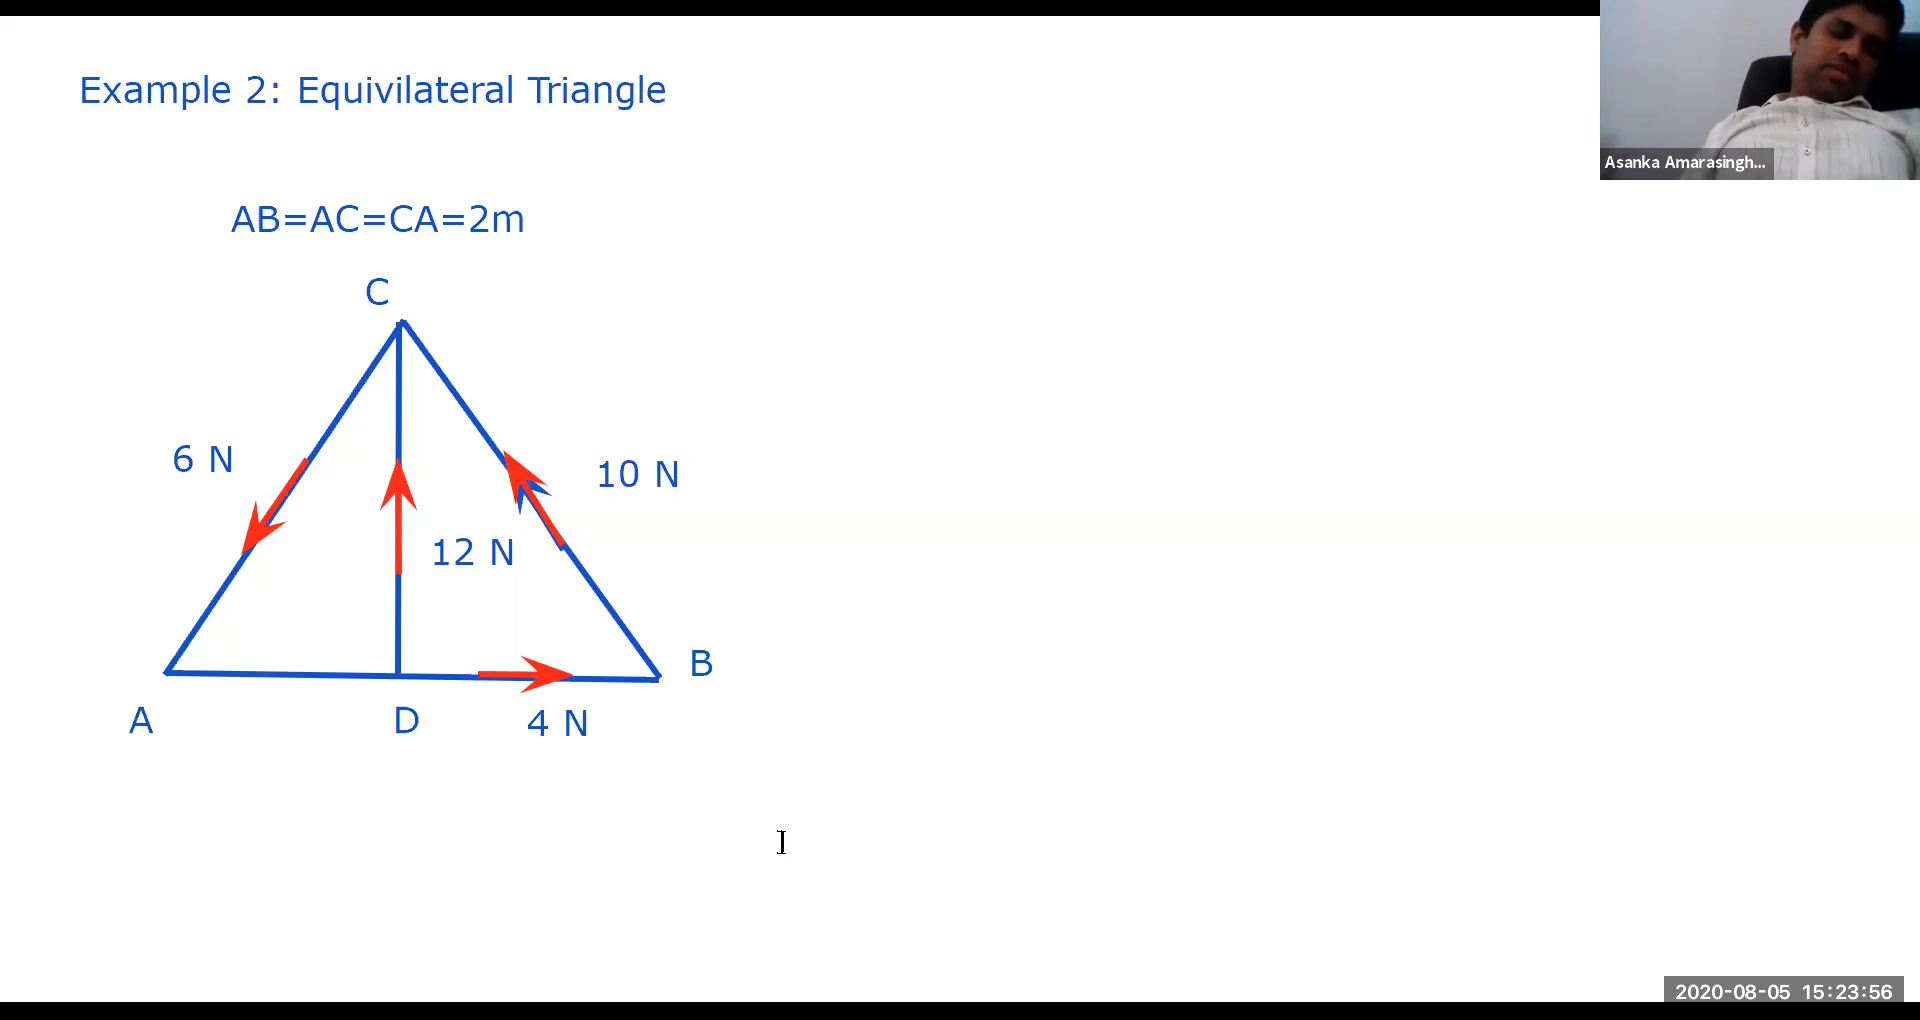 Example 2: Equivilateral Triangle
Asanka Amarasingh...
AB=AC=CA=2m
C
6 N
10 N
12 N
B
A
D
4 N
2020-08-05 15:23:56